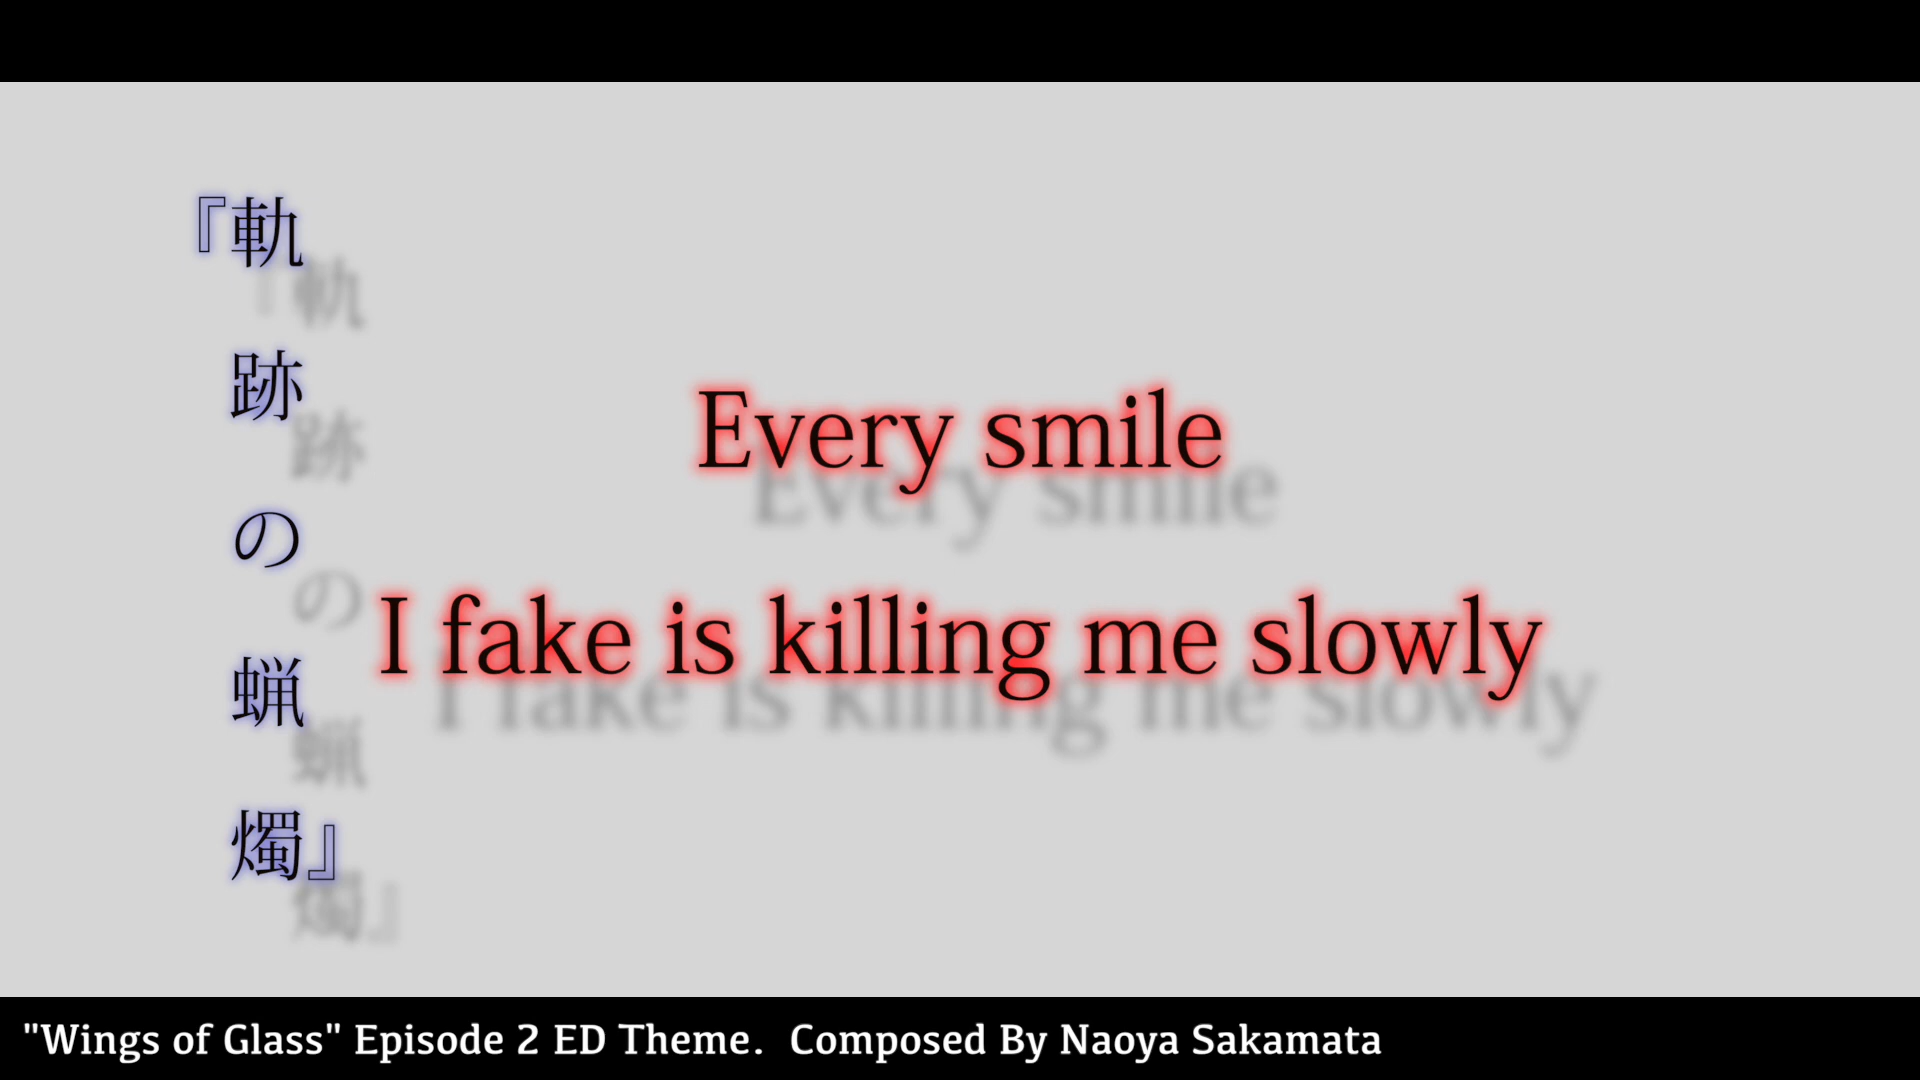 『軌跡の蝋燭』
Every smile
I fake is killing me slowly
"Wings of Glass" Episode 2 ED Theme.  Composed By Naoya Sakamata